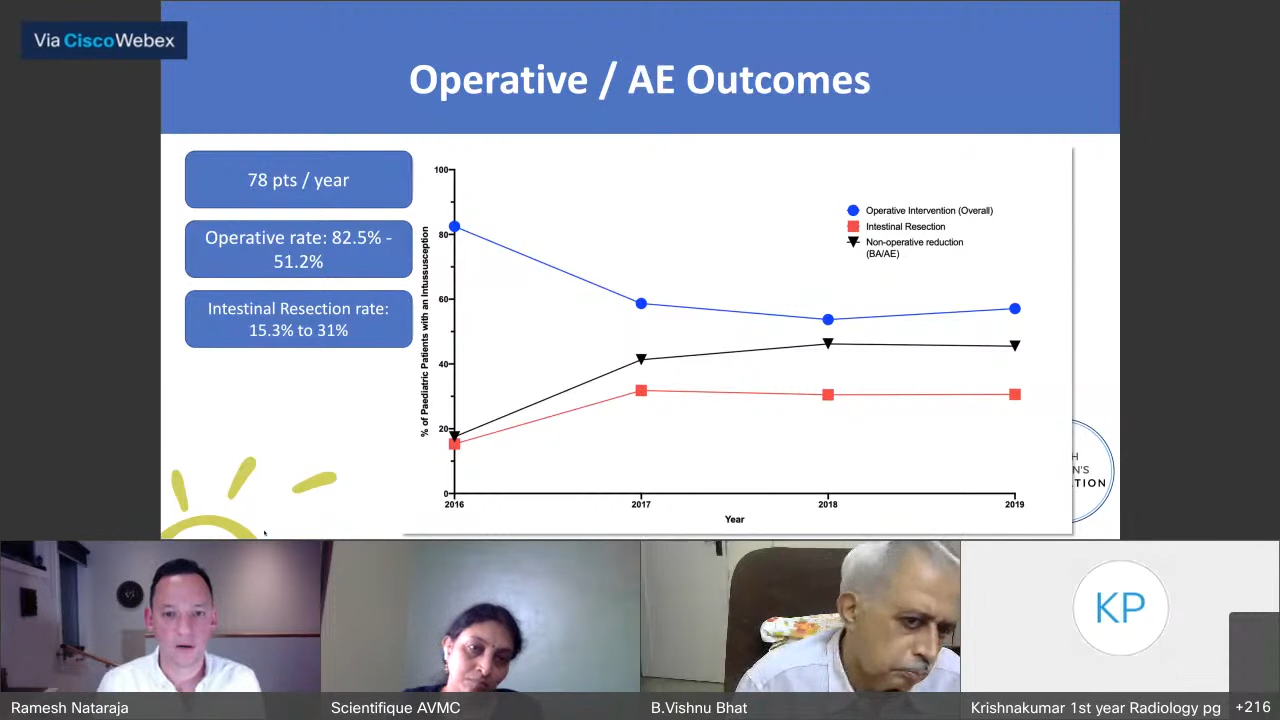 Via CiscoWebex
Operative / AE Outcomes
78 pts / year
Operative rate: 82.5% -
51.2%
Intestinal Resection rate:
15.3% to 31%
% of Paediatric Patients with an Intussusception
100
80
60
40
20
0
2016
2017
2018
2019
Year
Operative Intervention (Overall)
Intestinal Resection
Non-operative reduction
(BA/AE)
H
N'S
TION
KP
Ramesh Nataraja
Scientifique AVMC
B.Vishnu Bhat
Krishnakumar 1st year Radiology pg
+216